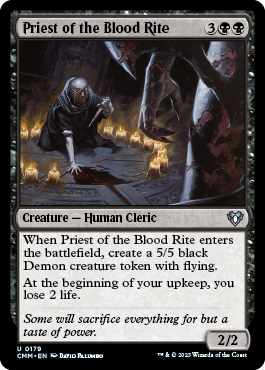 Priest of the Blood Rite 3
Creature — Human Cleric
When Priest of the Blood Rite enters
the battlefield, create a 5/5 black
Demon creature token with flying.
At the beginning of your upkeep, you
lose 2 life.
Some will sacrifice everything for but a
taste of power.
2/2
U 0179
CMM • EN David Palumbo ™ & © 2023 Wizards of the Coast